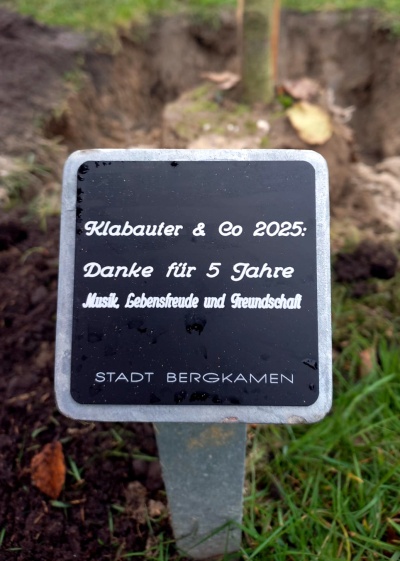 Klabauter & Co 2025:
Danke für 5 Jahre
Musik, Lebensfreude und Freundschaft
STADT BERGKAMEN